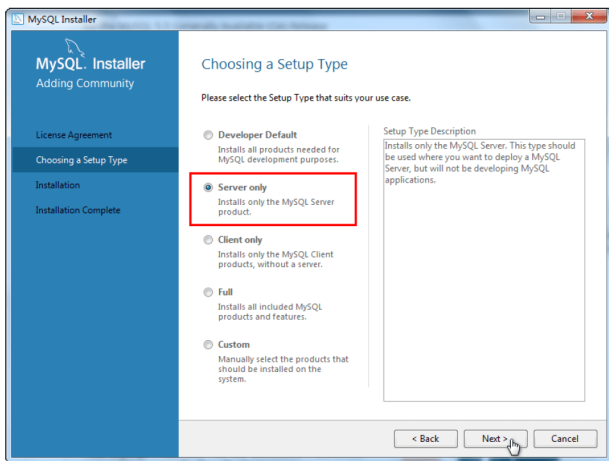 MySQL Installer
MySQL. Installer
Adding Community
License Agreement
Choosing a Setup Type
Installation
Installation Complete
Choosing a Setup Type
Please select the Setup Type that suits your use case.
Developer Default
Installs all products needed for
MySQL development purposes.
Server only
Installs only the MySQL Server
product.
Client only
Installs only the MySQL Client
products, without a server.
Full
Installs all included MySQL
products and features.
Custom
Manually select the products that
should be installed on the
system.
Setup Type Description
Installs only the MySQL Server. This type should
be used where you want to deploy a MySQL
Server, but will not be developing MySQL
applications.
< Back
Next >
Cancel